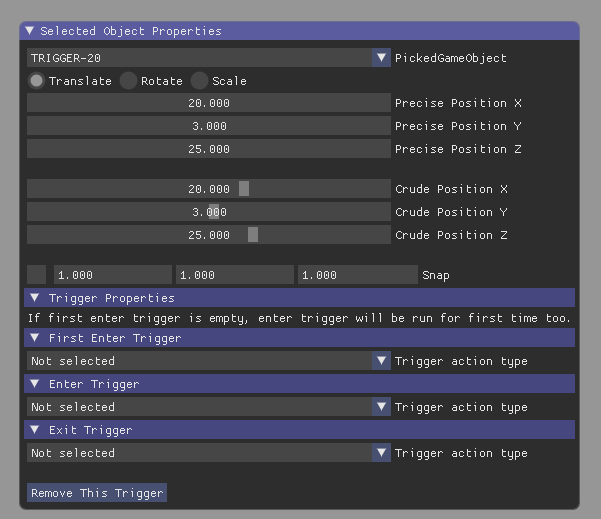 Selected Object Properties
TRIGGER-20 PickedGameObject
Translate Rotate Scale
20.000 Precise Position X
3.000 Precise Position Y
25.000 Precise Position Z
20.000 Crude Position X
3.000 Crude Position Y
25.000 Crude Position Z
1.000 1.000 1.000 Snap
Trigger Properties
If first enter trigger is empty, enter trigger will be run for first time too.
First Enter Trigger
Not selected Trigger action type
Enter Trigger
Not selected Trigger action type
Exit Trigger
Not selected Trigger action type
Remove This Trigger